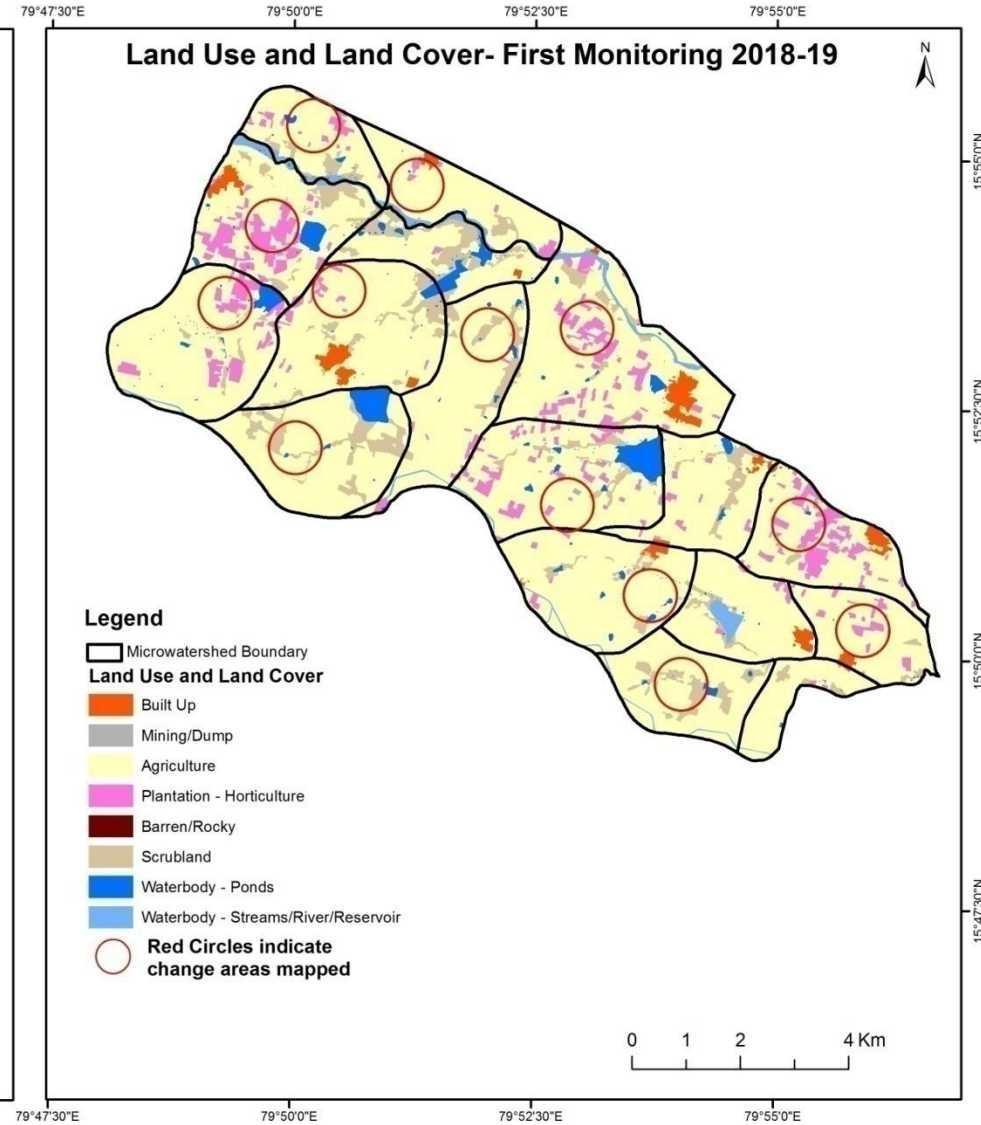 79°47'30"E 79°50'0"E 79°52'30"E 79°55'0"E
Land Use and Land Cover- First Monitoring 2018-19
N
15°55'0"N
15°52'30"N
15°50'0"N
15°47'30"N
Legend
Microwatershed Boundary
Land Use and Land Cover
Built Up
Mining/Dump
Agriculture
Plantation - Horticulture
Barren/Rocky
Scrubland
Waterbody - Ponds
Waterbody - Streams/River/Reservoir
Red Circles indicate
change areas mapped
0 1 2 4 Km
79°47'30"E 79°50'0"E 79°52'30"E 79°55'0"E